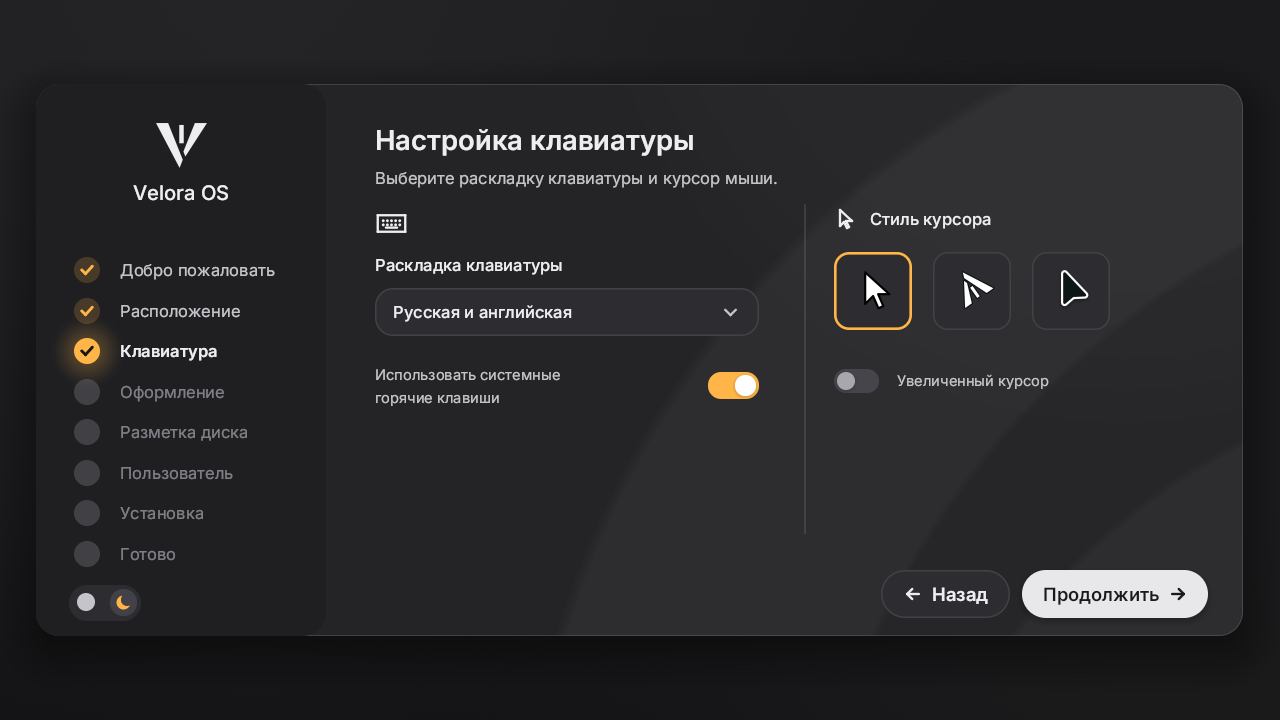 Velora OS
Добро пожаловать
Расположение
Клавиатура
Оформление
Разметка диска
Пользователь
Установка
Готово
Настройка клавиатуры
Выберите раскладку клавиатуры и курсор мыши.
Раскладка клавиатуры
Русская и английская
Использовать системные
горячие клавиши
Стиль курсора
Увеличенный курсор
Назад
Продолжить